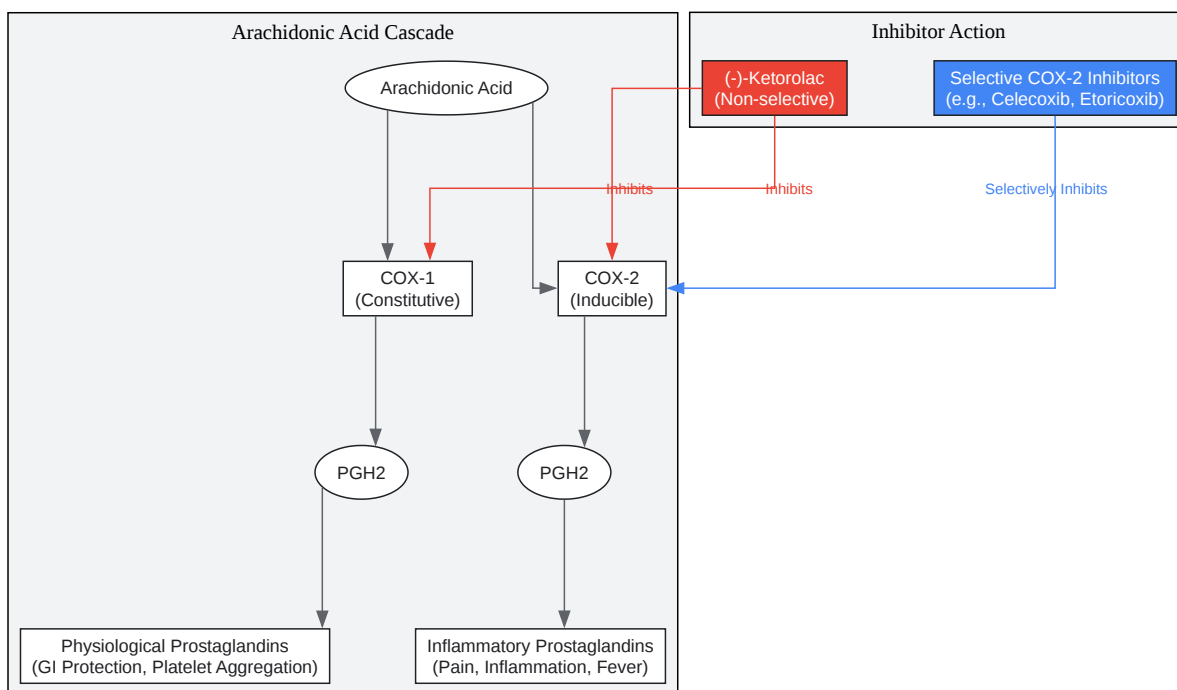 Arachidonic Acid Cascade
Inhibitor Action
Arachidonic Acid
(-)-Ketorolac
(Non-selective)
Selective COX-2 Inhibitors
(e.g., Celecoxib, Etoricoxib)
Inhibits
Inhibits
Selectively Inhibits
COX-1
(Constitutive)
COX-2
(Inducible)
PGH2
PGH2
Physiological Prostaglandins
(GI Protection, Platelet Aggregation)
Inflammatory Prostaglandins
(Pain, Inflammation, Fever)